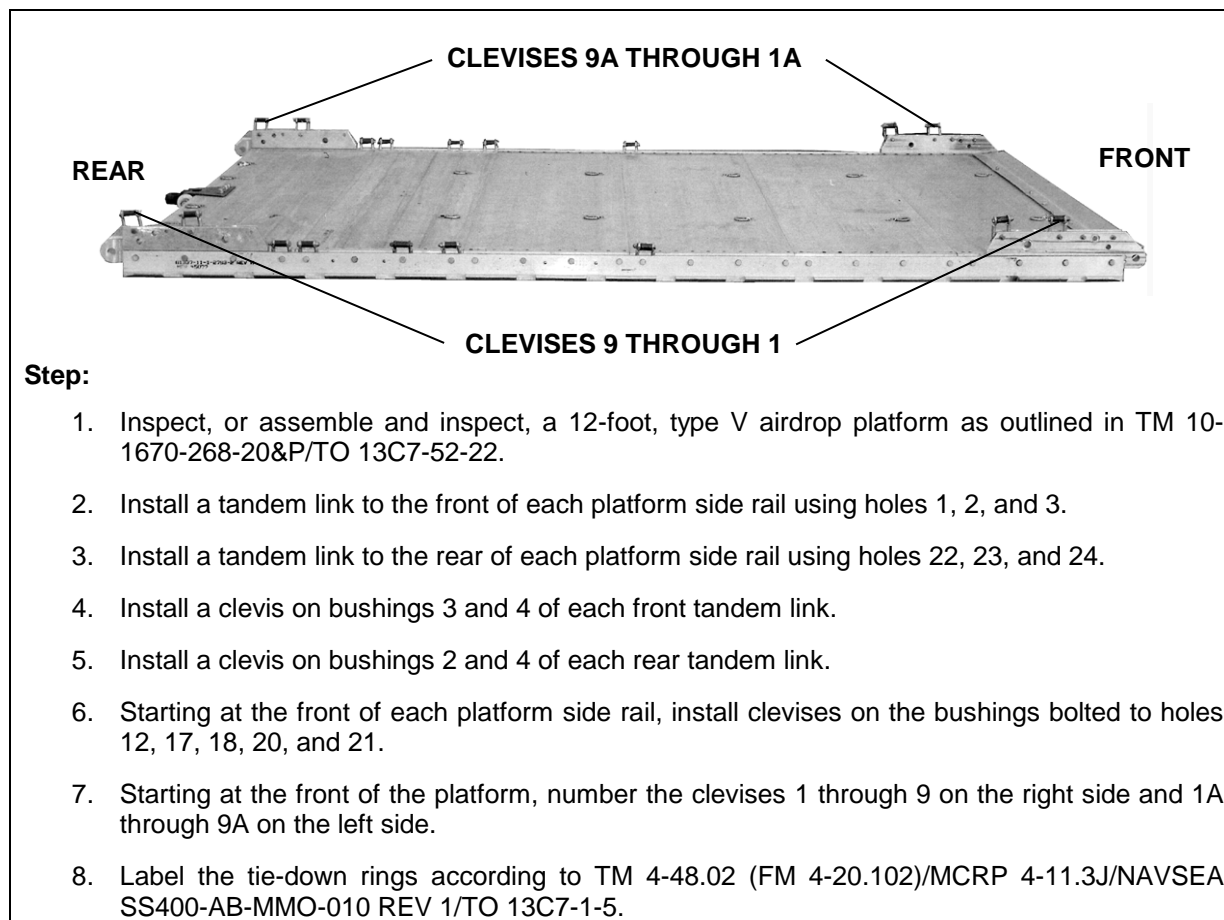 CLEVISES 9A THROUGH 1A
REAR
FRONT
CLEVISES 9 THROUGH 1
Step:
1. Inspect, or assemble and inspect, a 12-foot, type V airdrop platform as outlined in TM 10-
1670-268-20&P/TO 13C7-52-22.
2. Install a tandem link to the front of each platform side rail using holes 1, 2, and 3.
3. Install a tandem link to the rear of each platform side rail using holes 22, 23, and 24.
4. Install a clevis on bushings 3 and 4 of each front tandem link.
5. Install a clevis on bushings 2 and 4 of each rear tandem link.
6. Starting at the front of each platform side rail, install clevises on the bushings bolted to holes
12, 17, 18, 20, and 21.
7. Starting at the front of the platform, number the clevises 1 through 9 on the right side and 1A
through 9A on the left side.
8. Label the tie-down rings according to TM 4-48.02 (FM 4-20.102)/MCRP 4-11.3J/NAVSEA
SS400-AB-MMO-010 REV 1/TO 13C7-1-5.